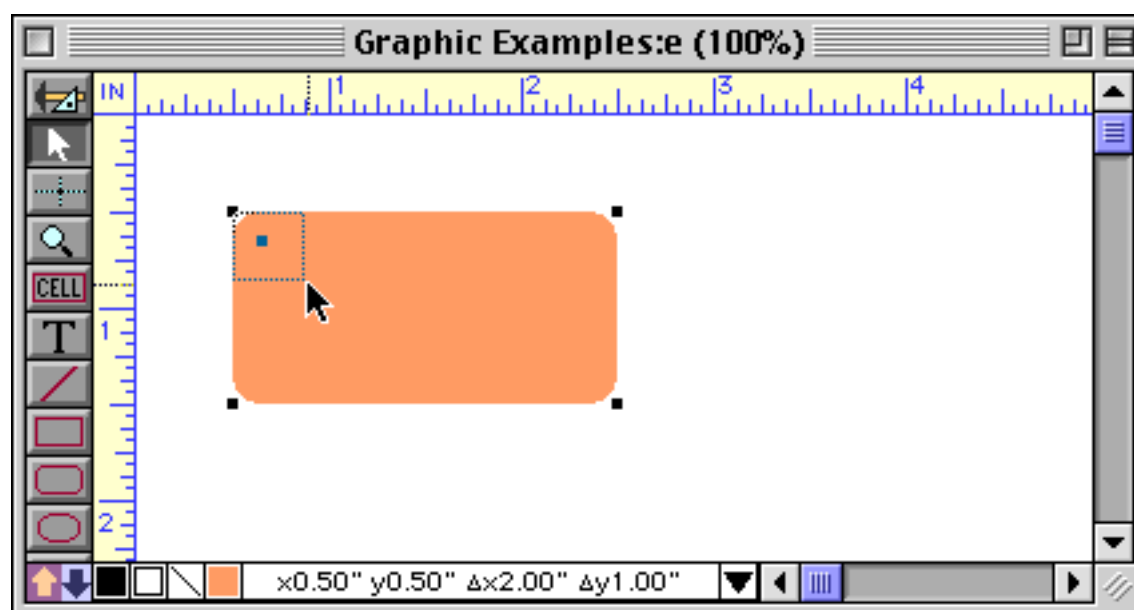 Graphic Examples:e (100%)
IN 1 2 3 4
CELL
T
1
2
x0.50" y0.50" Δx2.00" Δy1.00"